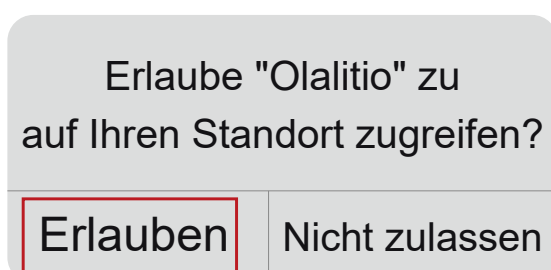 Erlaube "Olalitio" zu
auf Ihren Standort zugreifen?
Erlauben
Nicht zulassen